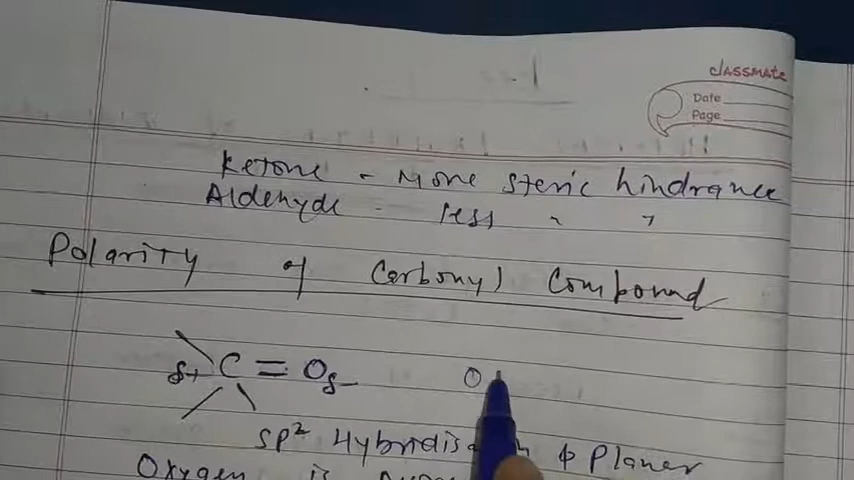 classmate
Date
Page
Ketone - More steric hindrance
Aldehyde - less " "
Polarity of Carbonyl Compound
δ+ C = O δ-
O
SP² Hybridis n & Planer
Oxygen is